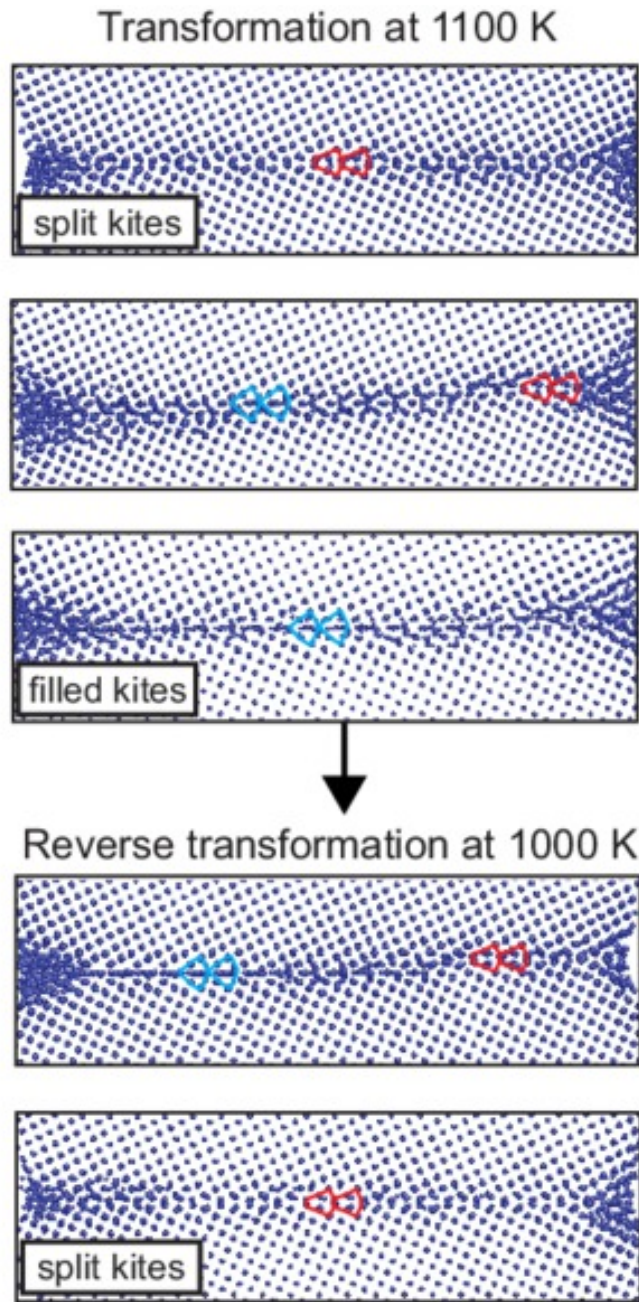 Transformation at 1100 K
split kites
filled kites
Reverse transformation at 1000 K
split kites